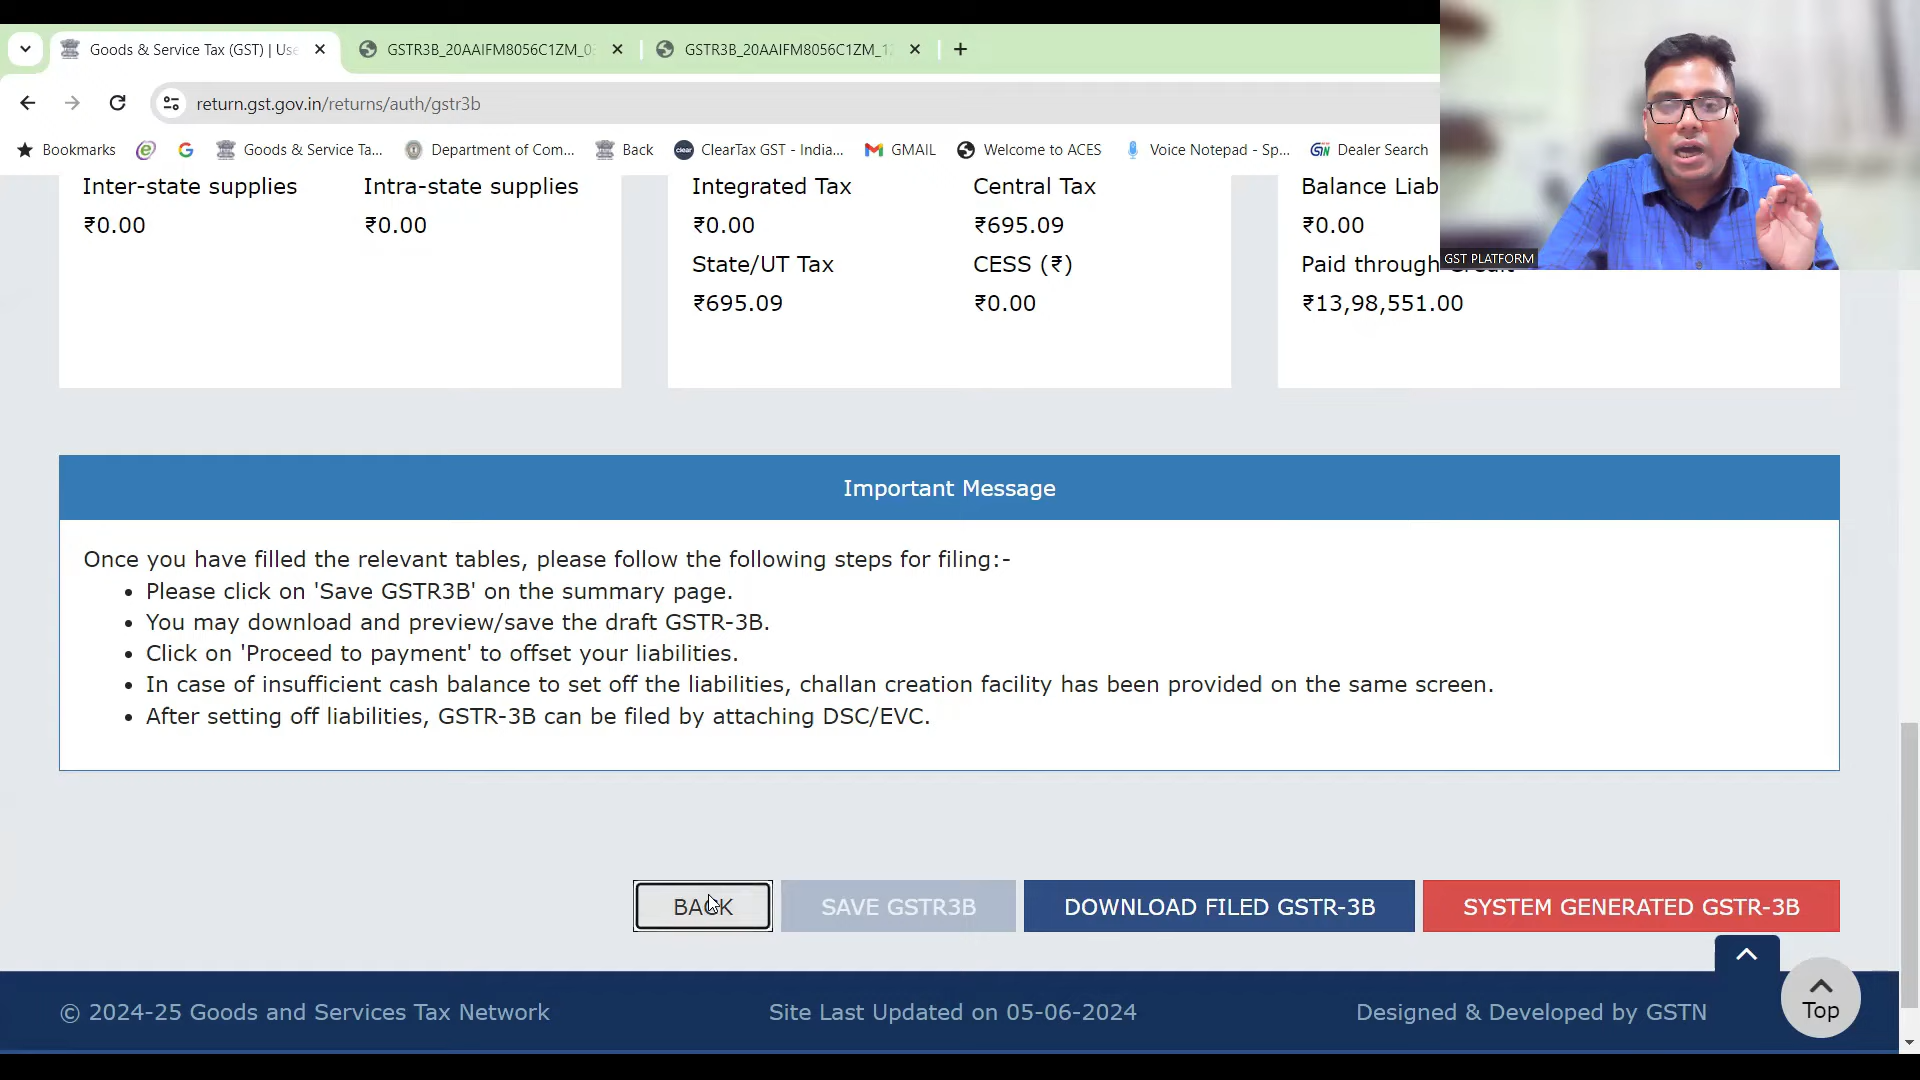 Goods & Service Tax (GST) | Use
GSTR3B_20AAIFM8056C1ZM_0
GSTR3B_20AAIFM8056C1ZM_1
return.gst.gov.in/returns/auth/gstr3b
Bookmarks
Goods & Service Ta...
Department of Com...
Back
ClearTax GST - India...
GMAIL
Welcome to ACES
Voice Notepad - Sp...
Dealer Search
GST PLATFORM
Inter-state supplies
Intra-state supplies
₹0.00
₹0.00
Integrated Tax
Central Tax
₹0.00
₹695.09
State/UT Tax
CESS (₹)
₹695.09
₹0.00
Balance Liab
₹0.00
Paid through
₹13,98,551.00
Important Message
Once you have filled the relevant tables, please follow the following steps for filing:-
• Please click on 'Save GSTR3B' on the summary page.
• You may download and preview/save the draft GSTR-3B.
• Click on 'Proceed to payment' to offset your liabilities.
• In case of insufficient cash balance to set off the liabilities, challan creation facility has been provided on the same screen.
• After setting off liabilities, GSTR-3B can be filed by attaching DSC/EVC.
BACK
SAVE GSTR3B
DOWNLOAD FILED GSTR-3B
SYSTEM GENERATED GSTR-3B
© 2024-25 Goods and Services Tax Network
Site Last Updated on 05-06-2024
Designed & Developed by GSTN
Top